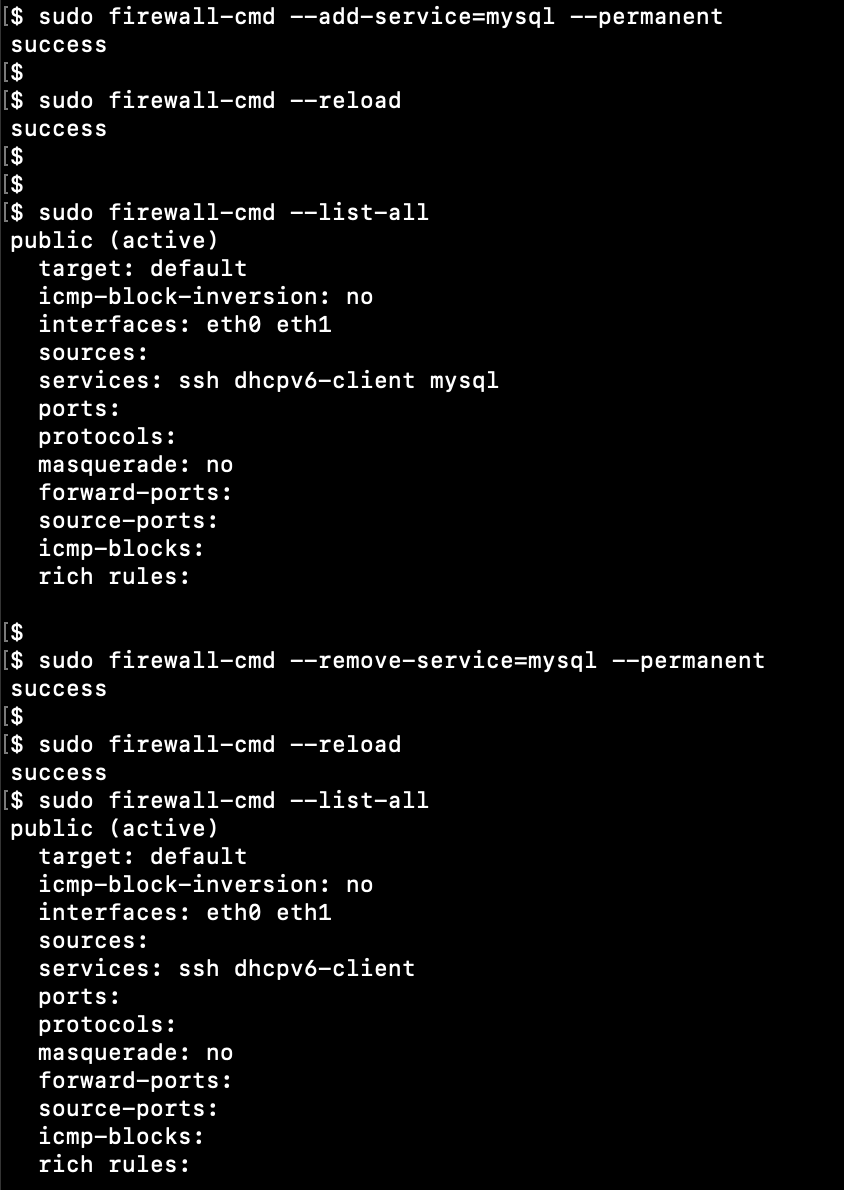 [$ sudo firewall-cmd --add-service=mysql --permanent
success
[$
[$ sudo firewall-cmd --reload
success
[$
[$
[$ sudo firewall-cmd --list-all
public (active)
  target: default
  icmp-block-inversion: no
  interfaces: eth0 eth1
  sources:
  services: ssh dhcpv6-client mysql
  ports:
  protocols:
  masquerade: no
  forward-ports:
  source-ports:
  icmp-blocks:
  rich rules:

[$
[$ sudo firewall-cmd --remove-service=mysql --permanent
success
[$
[$ sudo firewall-cmd --reload
success
[$ sudo firewall-cmd --list-all
public (active)
  target: default
  icmp-block-inversion: no
  interfaces: eth0 eth1
  sources:
  services: ssh dhcpv6-client
  ports:
  protocols:
  masquerade: no
  forward-ports:
  source-ports:
  icmp-blocks:
  rich rules: